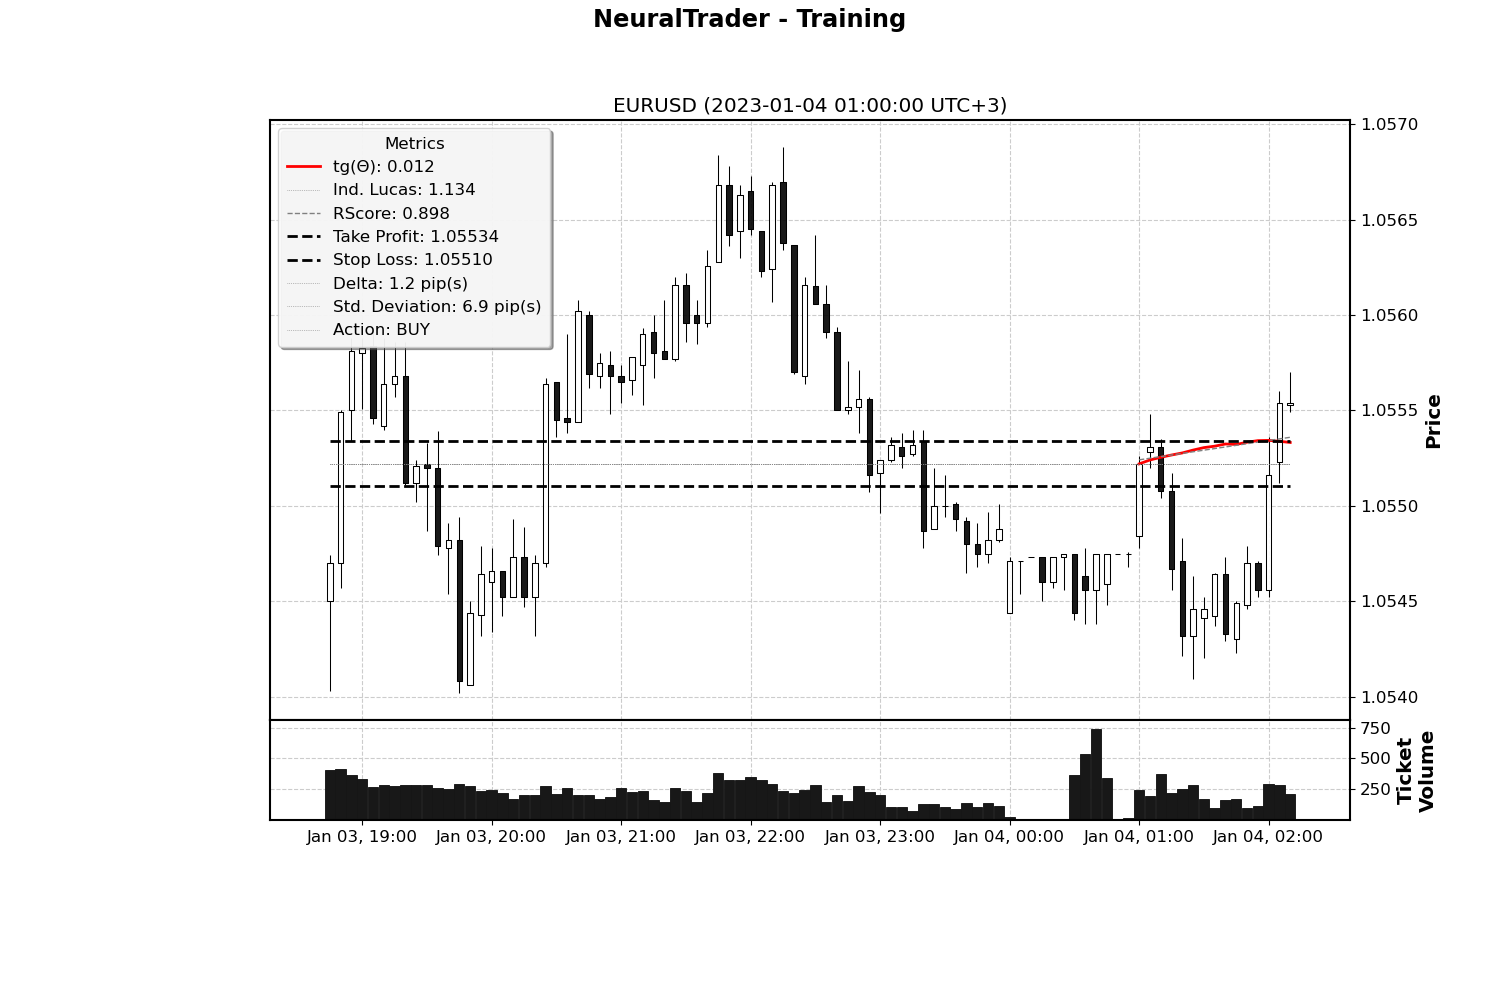 NeuralTrader - Training
EURUSD (2023-01-04 01:00:00 UTC+3)
Metrics
tg(Θ): 0.012
Ind. Lucas: 1.134
RScore: 0.898
Take Profit: 1.05534
Stop Loss: 1.05510
Delta: 1.2 pip(s)
Std. Deviation: 6.9 pip(s)
Action: BUY
1.0570
1.0565
1.0560
1.0555
1.0550
1.0545
1.0540
Price
750
500
250
Ticket
Volume
Jan 03, 19:00
Jan 03, 20:00
Jan 03, 21:00
Jan 03, 22:00
Jan 03, 23:00
Jan 04, 00:00
Jan 04, 01:00
Jan 04, 02:00